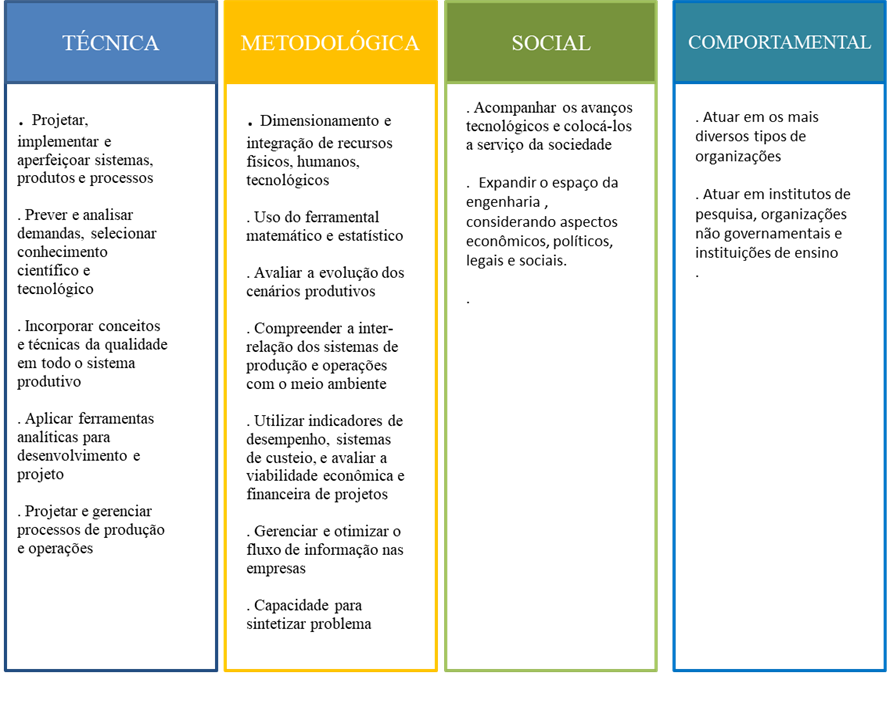 TÉCNICA
. Projetar,
implementar e
aperfeiçoar sistemas,
produtos e processos
. Prever e analisar
demandas, selecionar
conhecimento
científico e
tecnológico
. Incorporar conceitos
e técnicas da qualidade
em todo o sistema
produtivo
. Aplicar ferramentas
analíticas para
desenvolvimento e
projeto
. Projetar e gerenciar
processos de produção
e operações
METODOLÓGICA
. Dimensionamento e
integração de recursos
físicos, humanos,
tecnológicos
. Uso do ferramental
matemático e estatístico
. Avaliar a evolução dos
cenários produtivos
. Compreender a inter-
relação dos sistemas de
produção e operações
com o meio ambiente
. Utilizar indicadores de
desempenho, sistemas
de custeio, e avaliar a
viabilidade econômica e
financeira de projetos
. Gerenciar e otimizar o
fluxo de informação nas
empresas
. Capacidade para
sintetizar problema
SOCIAL
. Acompanhar os avanços
tecnológicos e colocá-los
a serviço da sociedade
. Expandir o espaço da
engenharia ,
considerando aspectos
econômicos, políticos,
legais e sociais.
.
COMPORTAMENTAL
. Atuar em os mais
diversos tipos de
organizações
. Atuar em institutos de
pesquisa, organizações
não governamentais e
instituições de ensino
.